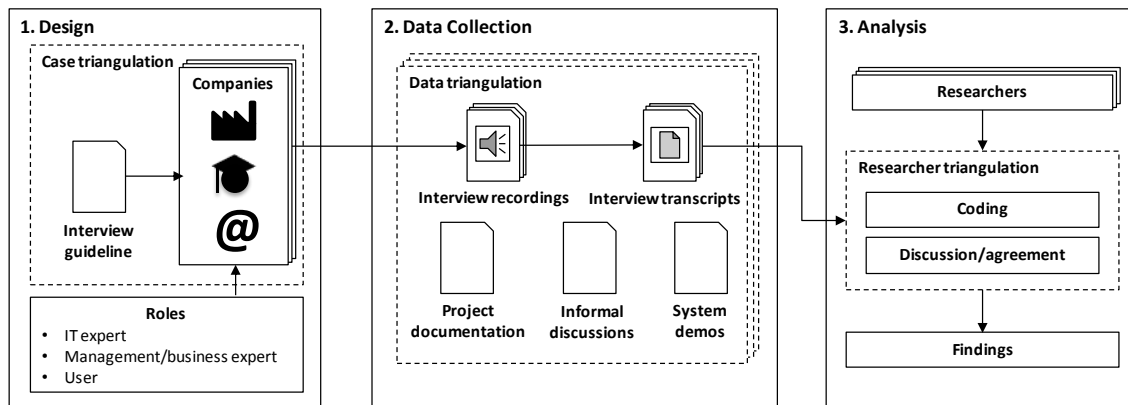 1. Design
Case triangulation
Companies
@
Interview
guideline
Roles
• IT expert
• Management/business expert
• User
2. Data Collection
Data triangulation
Interview recordings
Interview transcripts
Project
documentation
Informal
discussions
System
demos
3. Analysis
Researchers
Researcher triangulation
Coding
Discussion/agreement
Findings